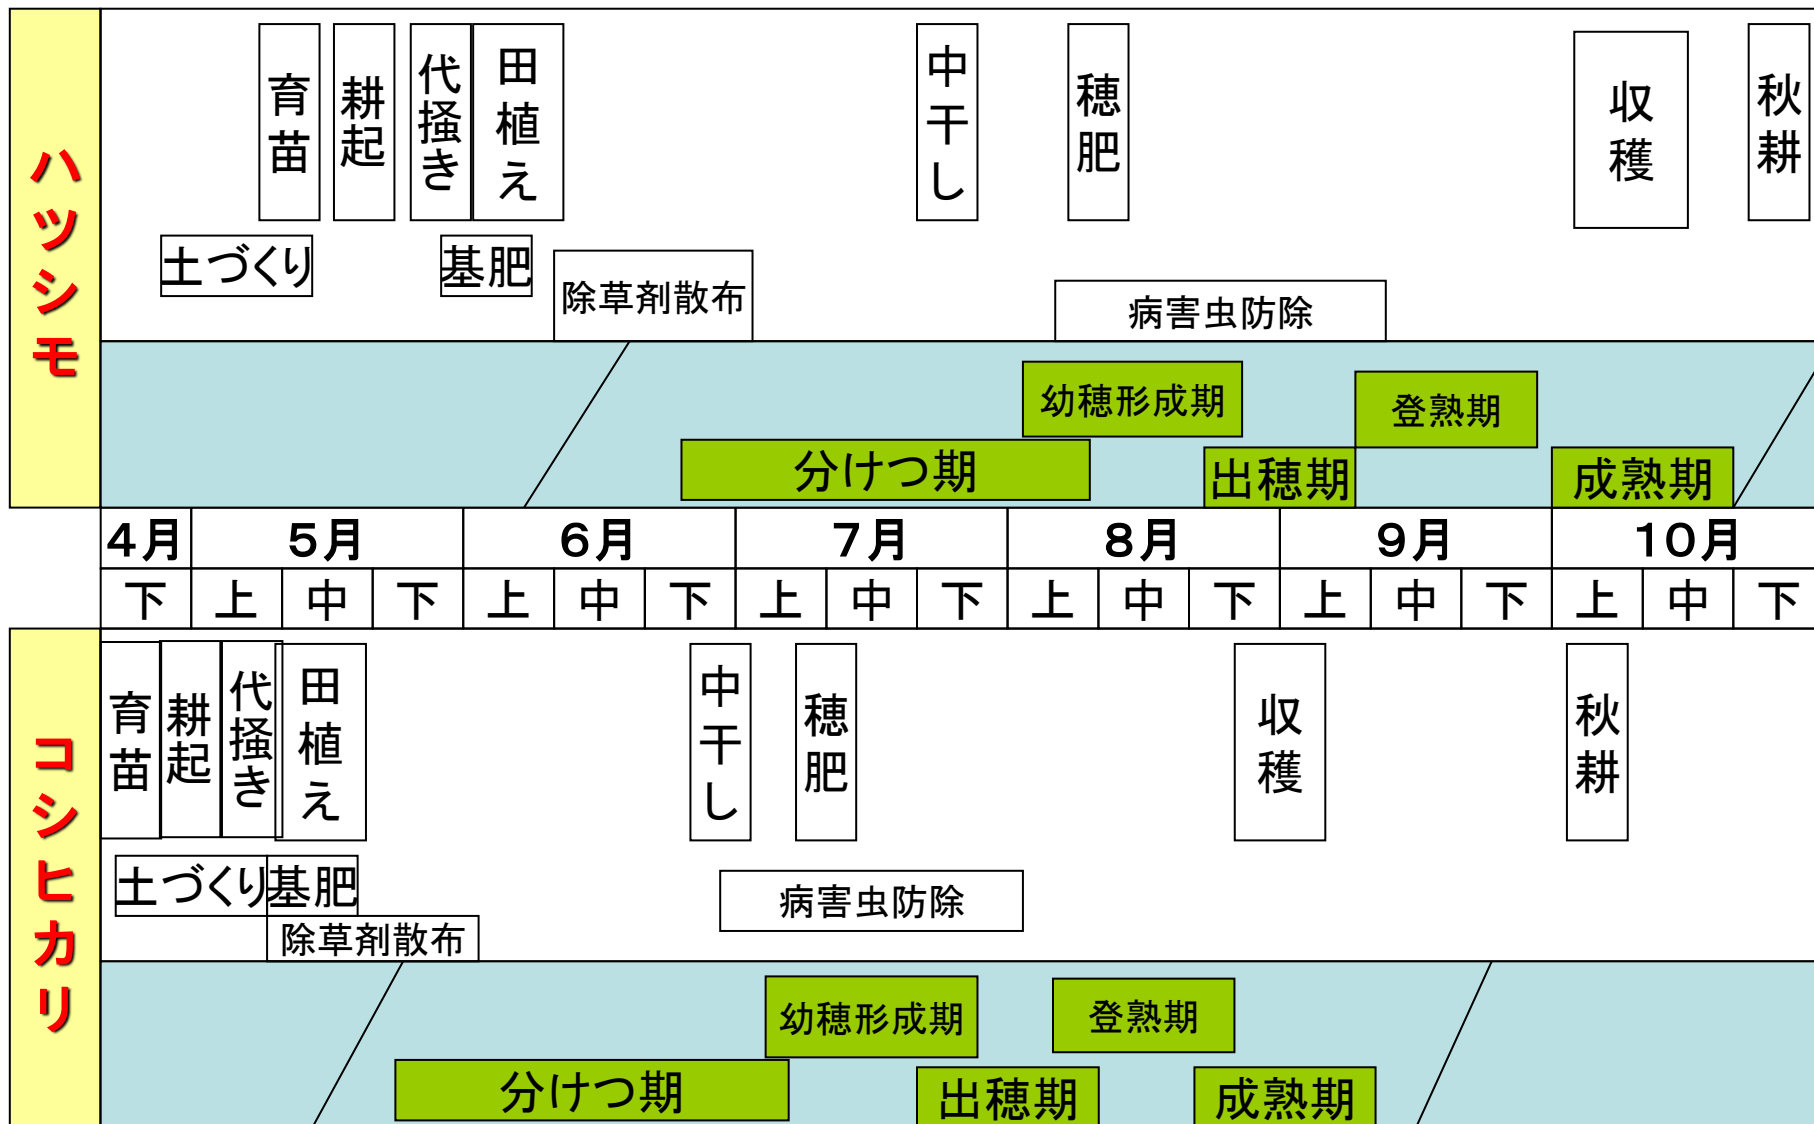 ハツシモ
育苗
耕起
代掻き
田植え
中干し
穂肥
収穫
秋耕
土づくり
基肥
除草剤散布
病害虫防除
幼穂形成期
登熟期
分けつ期
出穂期
成熟期
4月 5月 6月 7月 8月 9月 10月
下 上 中 下 上 中 下 上 中 下 上 中 下 上 中 下 上 中 下
コシヒカリ
育苗
耕起
代掻き
田植え
中干し
穂肥
収穫
秋耕
土づくり
基肥
病害虫防除
除草剤散布
幼穂形成期
登熟期
分けつ期
出穂期
成熟期